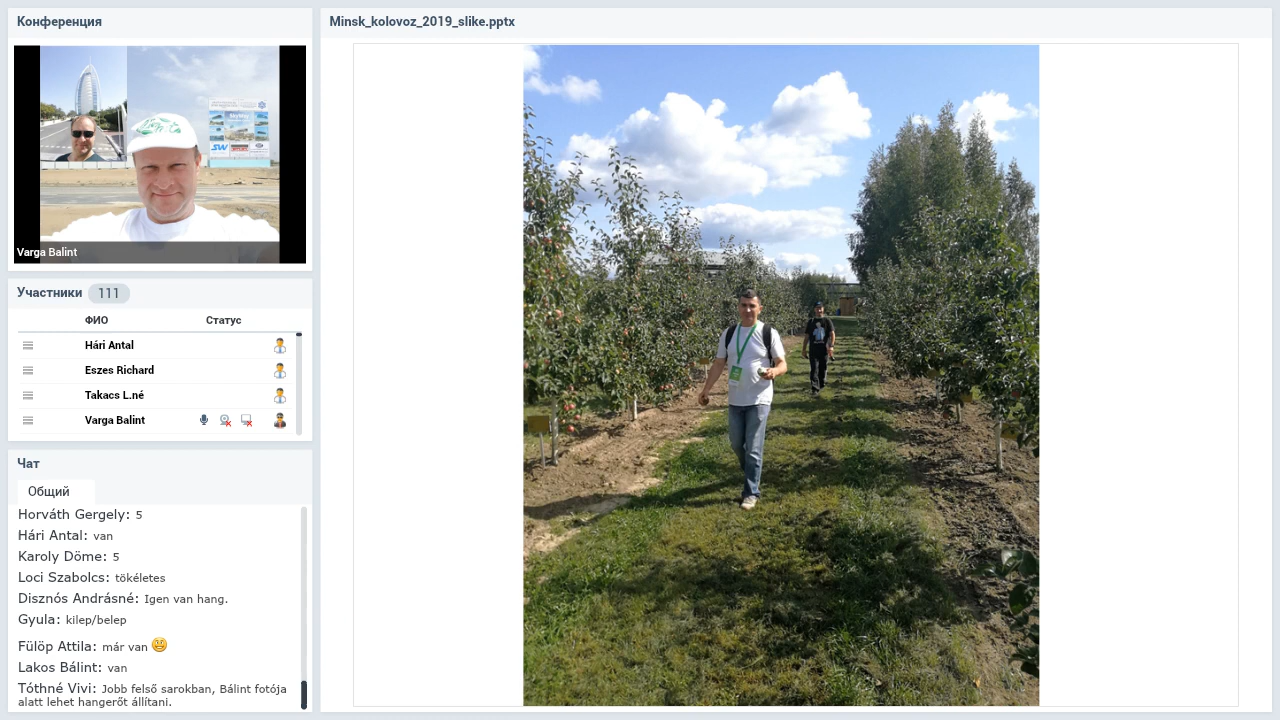 Конференция
Varga Balint
SW
Участники 111
ФИО Статус
Hári Antal
Eszes Richard
Takacs L.né
Varga Balint
Чат
Общий
Horváth Gergely: 5
Hári Antal: van
Karoly Döme: 5
Loci Szabolcs: tökéletes
Disznós Andrásné: Igen van hang.
Gyula: kilep/belep
Fülöp Attila: már van
Lakos Bálint: van
Tóthné Vivi: Jobb felső sarokban, Bálint fotója
alatt lehet hangerőt állítani.
Minsk_kolovoz_2019_slike.pptx